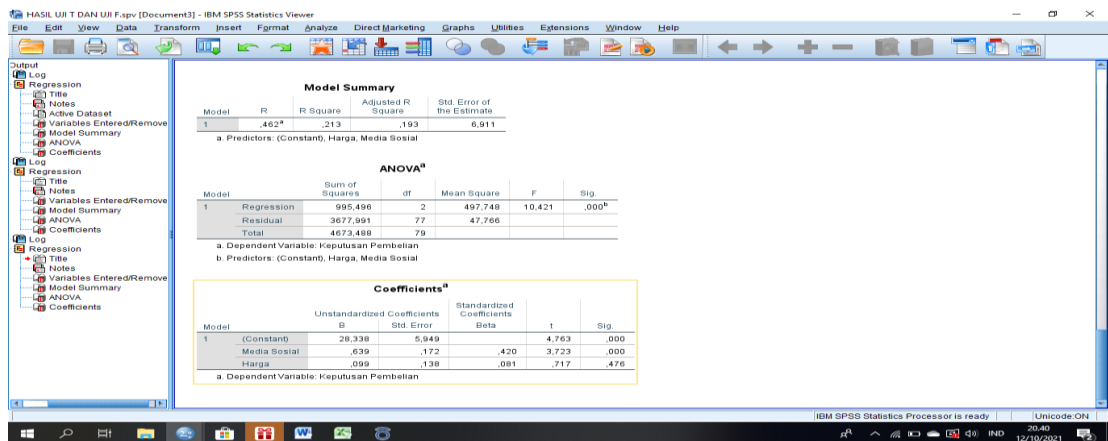 HASIL UJI T DAN UJI F.spv [Document3] - IBM SPSS Statistics Viewer
File Edit View Data Transform Insert Format Analyze Direct Marketing Graphs Utilities Extensions Window Help
Output
Log
Regression
Title
Notes
Active Dataset
Variables Entered/Remove
Model Summary
ANOVA
Coefficients
Log
Regression
Title
Notes
Variables Entered/Remove
Model Summary
ANOVA
Coefficients
Log
Regression
Title
Notes
Variables Entered/Remove
Model Summary
ANOVA
Coefficients
Model Summary
Model R R Square Adjusted R Square Std. Error of the Estimate
1 ,462a ,213 ,193 6,911
a. Predictors: (Constant), Harga, Media Sosial
ANOVAa
Model Sum of Squares df Mean Square F Sig.
1 Regression 995,496 2 497,748 10,421 ,000b
Residual 3677,991 77 47,766
Total 4673,488 79
a. Dependent Variable: Keputusan Pembelian
b. Predictors: (Constant), Harga, Media Sosial
Coefficientsa
Unstandardized Coefficients Standardized Coefficients
Model B Std. Error Beta t Sig.
1 (Constant) 28,338 5,949 4,763 ,000
Media Sosial ,639 ,172 ,420 3,723 ,000
Harga ,099 ,138 ,081 ,717 ,476
a. Dependent Variable: Keputusan Pembelian
IBM SPSS Statistics Processor is ready Unicode:ON
IND
20.40
12/10/2021